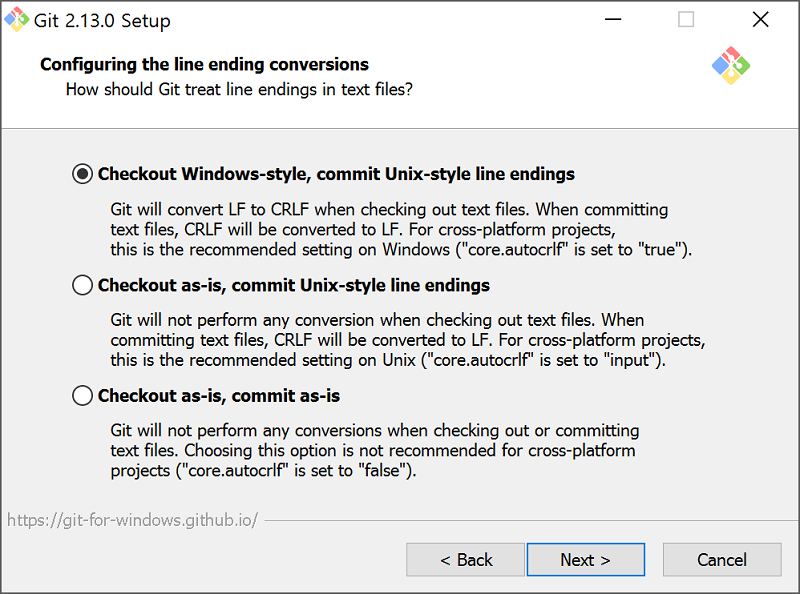 Git 2.13.0 Setup
Configuring the line ending conversions
How should Git treat line endings in text files?
Checkout Windows-style, commit Unix-style line endings
Git will convert LF to CRLF when checking out text files. When committing
text files, CRLF will be converted to LF. For cross-platform projects,
this is the recommended setting on Windows ("core.autocrlf" is set to "true").
Checkout as-is, commit Unix-style line endings
Git will not perform any conversion when checking out text files. When
committing text files, CRLF will be converted to LF. For cross-platform projects,
this is the recommended setting on Unix ("core.autocrlf" is set to "input").
Checkout as-is, commit as-is
Git will not perform any conversions when checking out or committing
text files. Choosing this option is not recommended for cross-platform
projects ("core.autocrlf" is set to "false").
https://git-for-windows.github.io/
< Back Next > Cancel